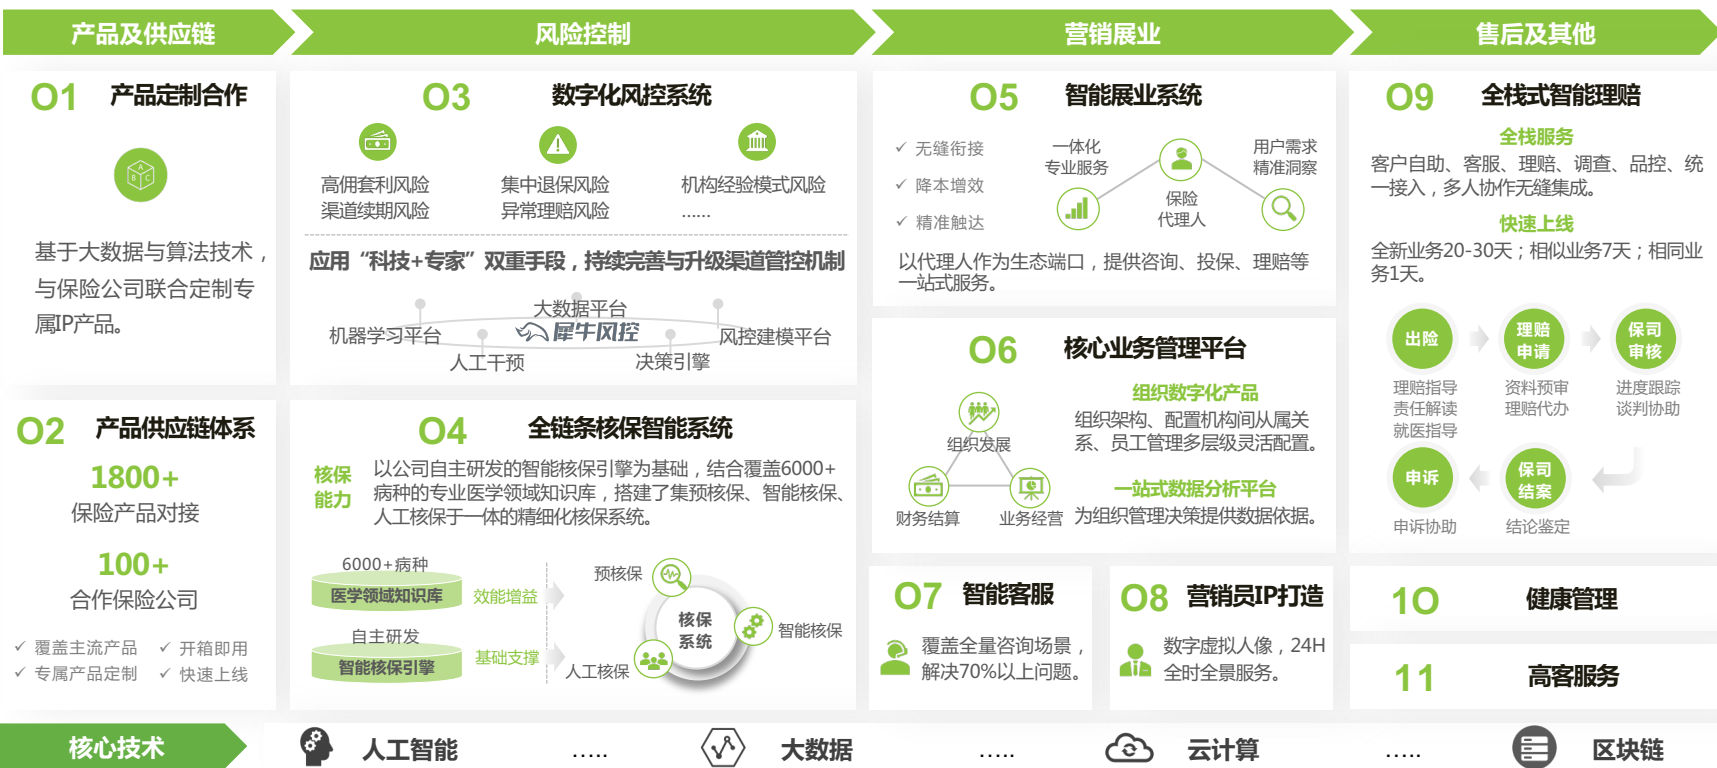 产品及供应链
风险控制
营销展业
售后及其他
01 产品定制合作
A
B C
基于大数据与算法技术，
与保险公司联合定制专
属IP产品。
02 产品供应链体系
1800+
保险产品对接
100+
合作保险公司
✓ 覆盖主流产品 ✓ 开箱即用
✓ 专属产品定制 ✓ 快速上线
03 数字化风控系统
高佣套利风险
渠道续期风险
集中退保风险
异常理赔风险
机构经验模式风险
......
应用“科技+专家”双重手段，持续完善与升级渠道管控机制
大数据平台
机器学习平台
犀牛风控
风控建模平台
人工干预
决策引擎
04 全链条核保智能系统
核保
能力
以公司自主研发的智能核保引擎为基础，结合覆盖6000+
病种的专业医学领域知识库，搭建了集预核保、智能核保、
人工核保于一体的精细化核保系统。
6000+病种
医学领域知识库
效能增益
自主研发
智能核保引擎
基础支撑
预核保
核保
系统
智能核保
人工核保
05 智能展业系统
✓ 无缝衔接
✓ 降本增效
✓ 精准触达
一体化
专业服务
保险
代理人
用户需求
精准洞察
以代理人作为生态端口，提供咨询、投保、理赔等
一站式服务。
06 核心业务管理平台
组织发展
财务结算
业务经营
组织数字化产品
组织架构、配置机构间从属关
系、员工管理多层级灵活配置。
一站式数据分析平台
为组织管理决策提供数据依据。
07 智能客服
覆盖全量咨询场景，
解决70%以上问题。
08 营销员IP打造
数字虚拟人像，24H
全时全景服务。
09 全栈式智能理赔
全栈服务
客户自助、客服、理赔、调查、品控、统
一接入，多人协作无缝集成。
快速上线
全新业务20-30天；相似业务7天；相同业
务1天。
出险
理赔
申请
保司
审核
理赔指导
责任解读
就医指导
资料预审
理赔代办
进度跟踪
谈判协助
申诉
保司
结案
申诉协助
结论鉴定
10 健康管理
11 高客服务
核心技术
人工智能
.....
大数据
.....
云计算
.....
区块链